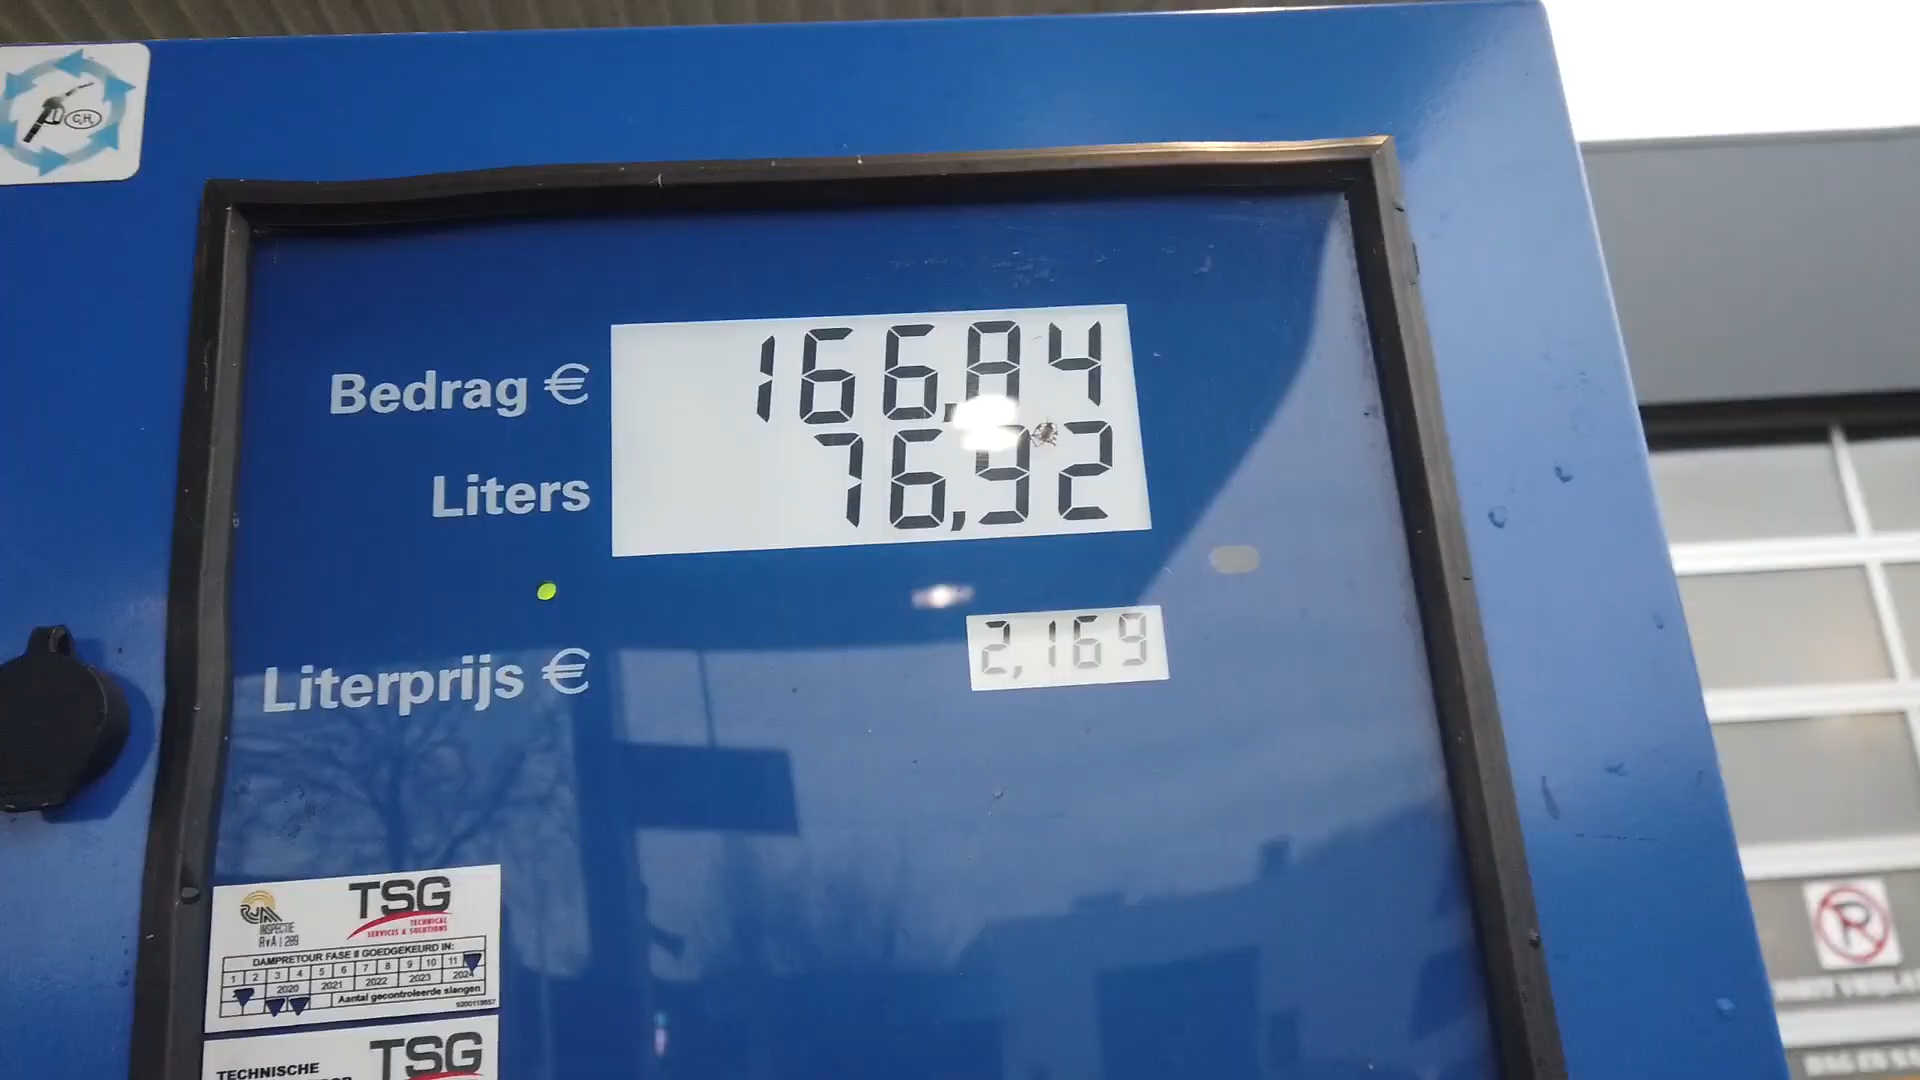 Bedrag € 166,84
Liters 76,92
Literprijs € 2,169
INSPECTIE
RvA I 289
TSG
TECHNICAL
SERVICES & SOLUTIONS
DAMPRETOUR FASE II GOEDGEKEURD IN:
1 2 3 4 5 6 7 8 9 10 11
2020 2021 2022 2023 2024
Aantal gecontroleerde slangen
TSG
TECHNISCHE